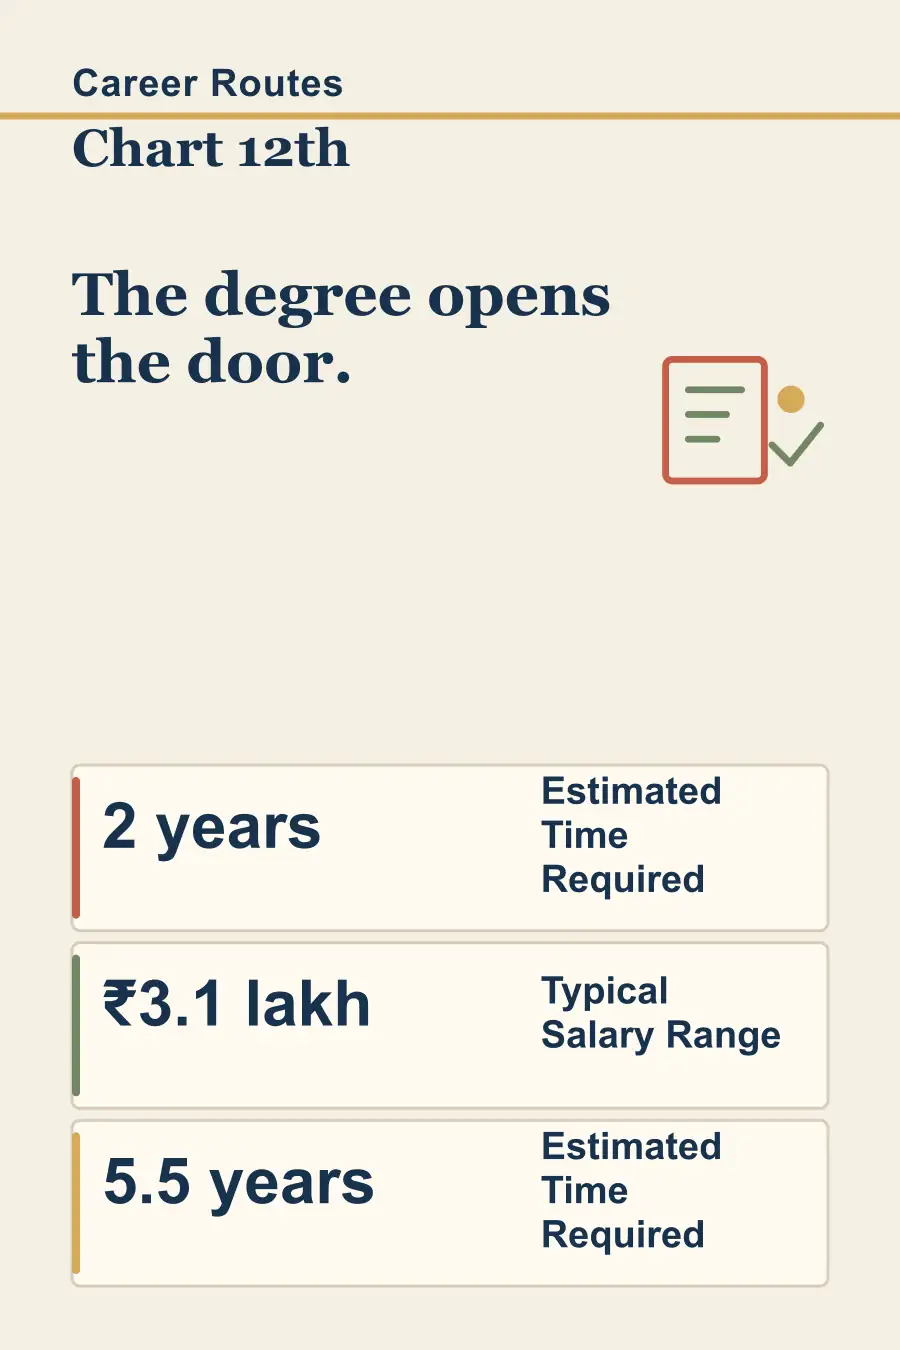 Career Routes
Chart 12th
The degree opens
the door.
2 years
Estimated
Time
Required
₹3.1 lakh
Typical
Salary Range
5.5 years
Estimated
Time
Required